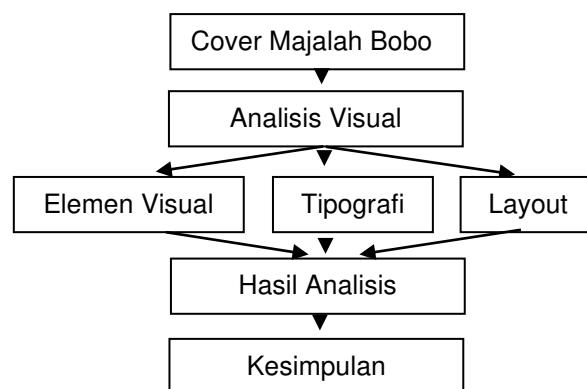 Cover Majalah Bobo
Analisis Visual
Elemen Visual
Tipografi
Layout
Hasil Analisis
Kesimpulan